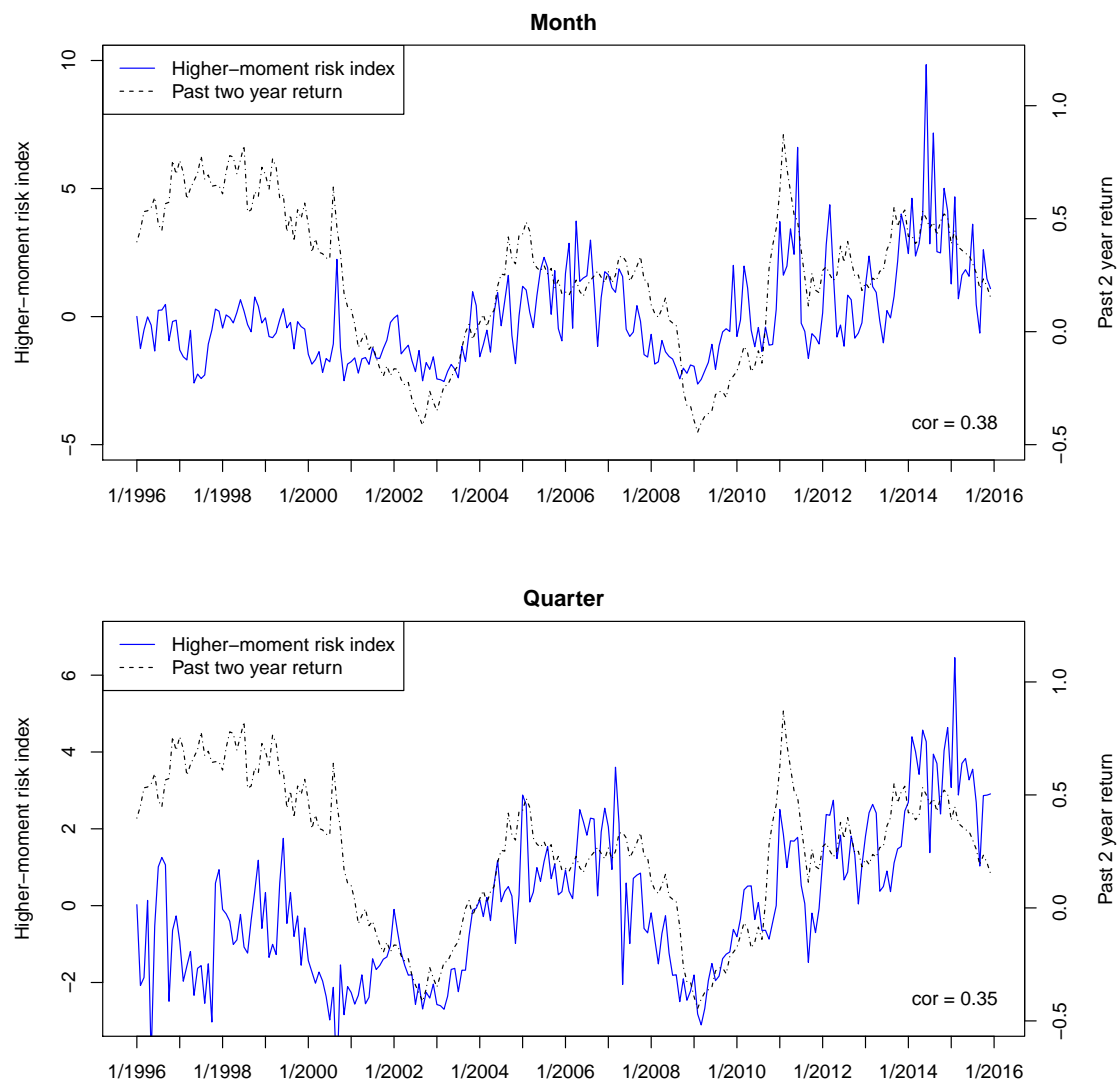 Month
Higher−moment risk index
Past two year return
Higher−moment risk index
Past 2 year return
10
5
0
−5
1.0
0.5
0.0
−0.5
cor = 0.38
1/1996 1/1998 1/2000 1/2002 1/2004 1/2006 1/2008 1/2010 1/2012 1/2014 1/2016
Quarter
Higher−moment risk index
Past two year return
Higher−moment risk index
Past 2 year return
6
4
2
0
−2
1.0
0.5
0.0
−0.5
cor = 0.35
1/1996 1/1998 1/2000 1/2002 1/2004 1/2006 1/2008 1/2010 1/2012 1/2014 1/2016